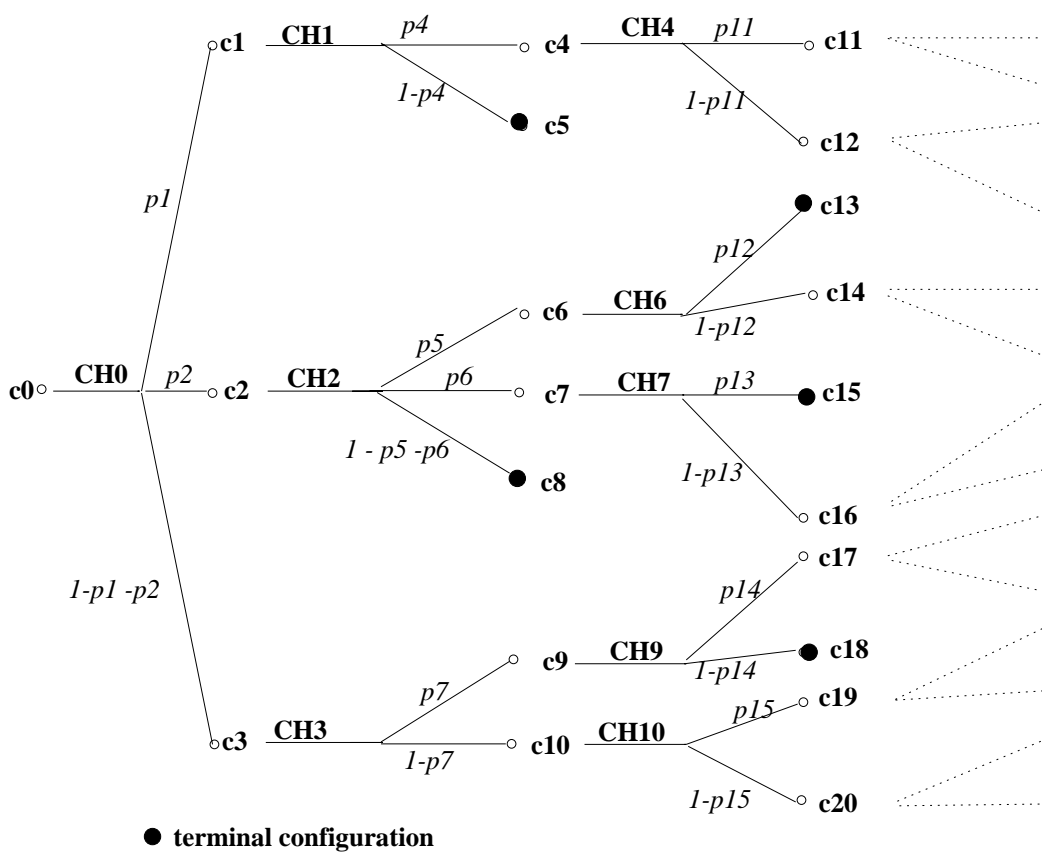 c1 CH1 p4 c4 CH4 p11 c11
1-p4 1-p11
c5
c12
p1 c13
p12
c6 CH6 c14
p5 1-p12
c0 CH0 p2 c2 CH2 p6 c7 CH7 p13 c15
1 - p5 -p6 1-p13
c8
c16
c17
1-p1 -p2 p14
c9 CH9 c18
p7 1-p14
c19
p15
c3 CH3 c10 CH10
1-p7
1-p15 c20
terminal configuration